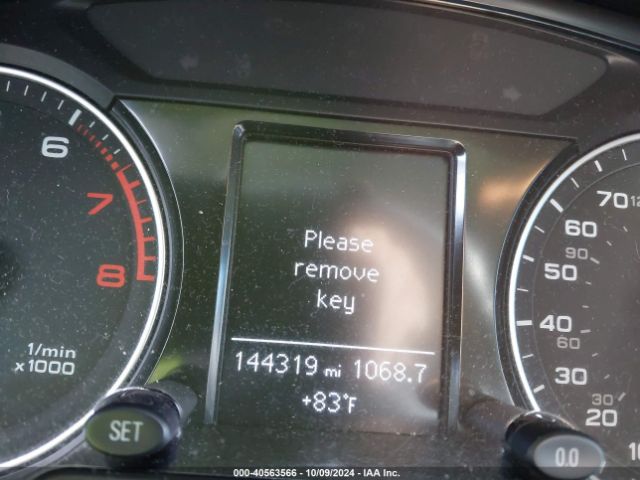 6
7
8
1/min
x1000
SET
Please
remove
key
144319 mi 1068.7
+83°F
70
60
90
50
40
60
30
30
20
0.0
000-40563566 - 10/09/2024 - IAA Inc.